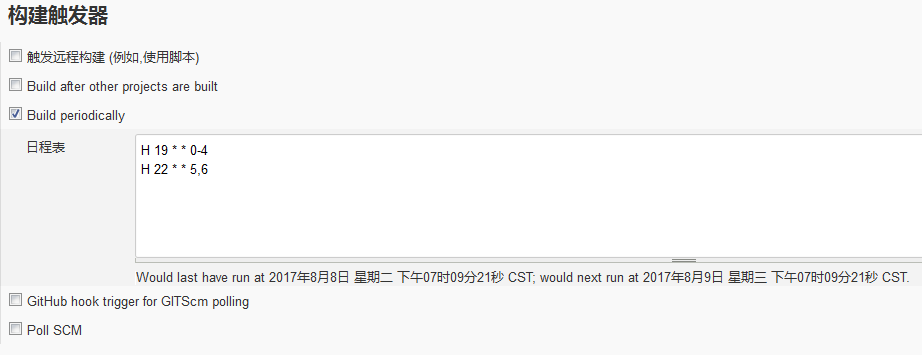 构建触发器
触发远程构建 (例如,使用脚本)
Build after other projects are built
Build periodically
日程表
H 19 * * 0-4
H 22 * * 5,6
Would last have run at 2017年8月8日 星期二 下午07时09分21秒 CST; would next run at 2017年8月9日 星期三 下午07时09分21秒 CST.
GitHub hook trigger for GITScm polling
Poll SCM